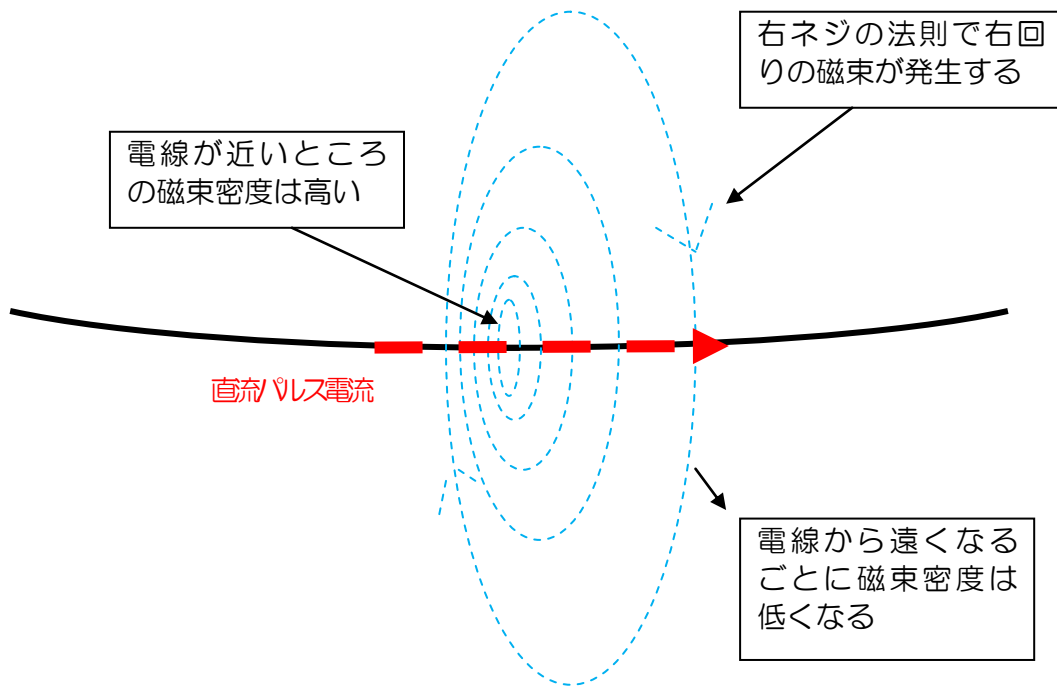 右ネジの法則で右回
りの磁束が発生する
電線が近いところ
の磁束密度は高い
直流パルス電流
電線から遠くなる
ごとに磁束密度は
低くなる